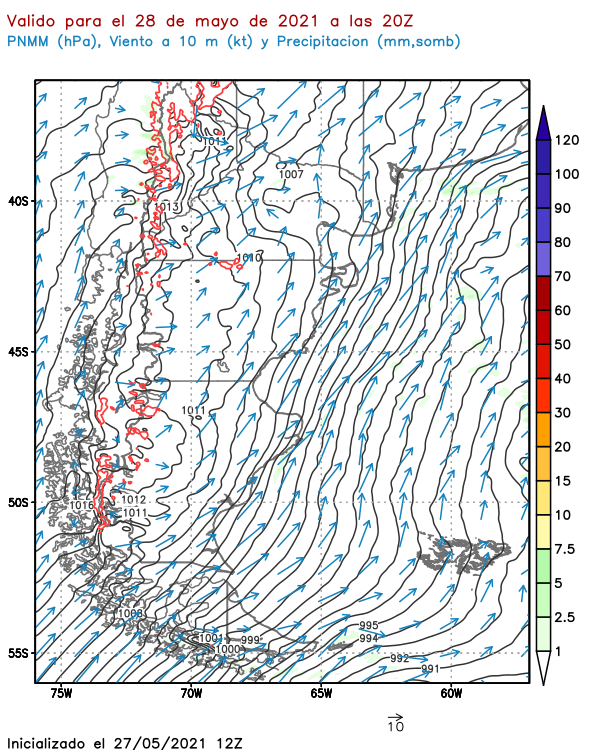 Valido para el 28 de mayo de 2021 a las 20Z
PNMM (hPa), Viento a 10 m (kt) y Precipitacion (mm,somb)
1007
40S
1013
1010
45S
1011
50S
1016
1012
1011
1003
995
994
1001
999
1000
992
991
55S
75W
70W
65W
60W
120
100
90
80
70
60
50
40
30
20
15
10
7.5
5
2.5
1
10
Inicializado el 27/05/2021 12Z